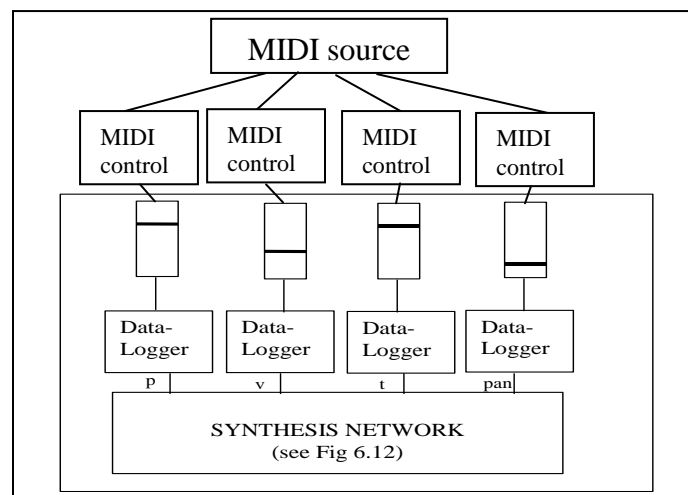 MIDI source
MIDI
control
MIDI
control
MIDI
control
MIDI
control
Data-
Logger
Data-
Logger
Data-
Logger
Data-
Logger
p
v
t
pan
SYNTHESIS NETWORK
(see Fig 6.12)